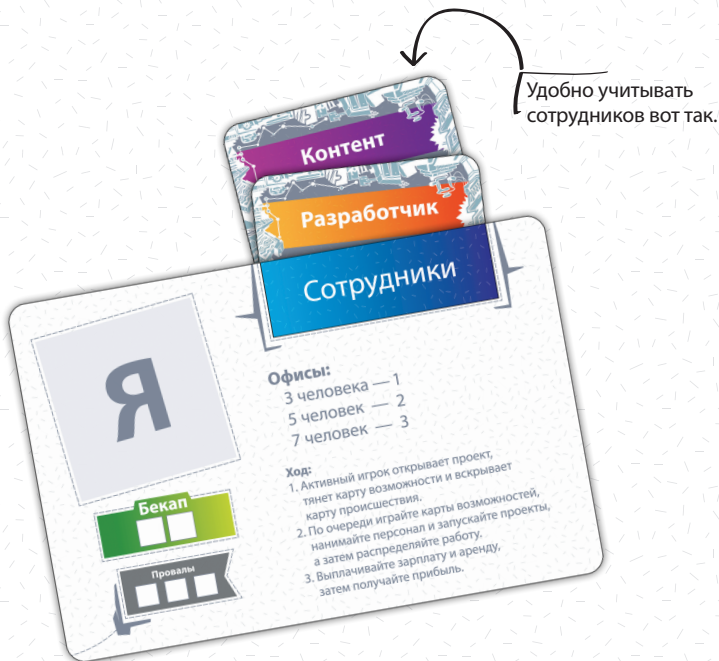 Удобно учитывать
сотрудников вот так.
Контент
Разработчик
Сотрудники
Я
Офисы:
3 человека — 1
5 человек — 2
7 человек — 3
Ход:
1. Активный игрок открывает проект,
тянет карту возможности и вскрывает
карту происшествия.
2. По очереди играйте карты возможностей,
нанимайте персонал и запускайте проекты,
а затем распределяйте работу.
3. Выплачивайте зарплату и аренду,
затем получайте прибыль.
Бекап
Провалы